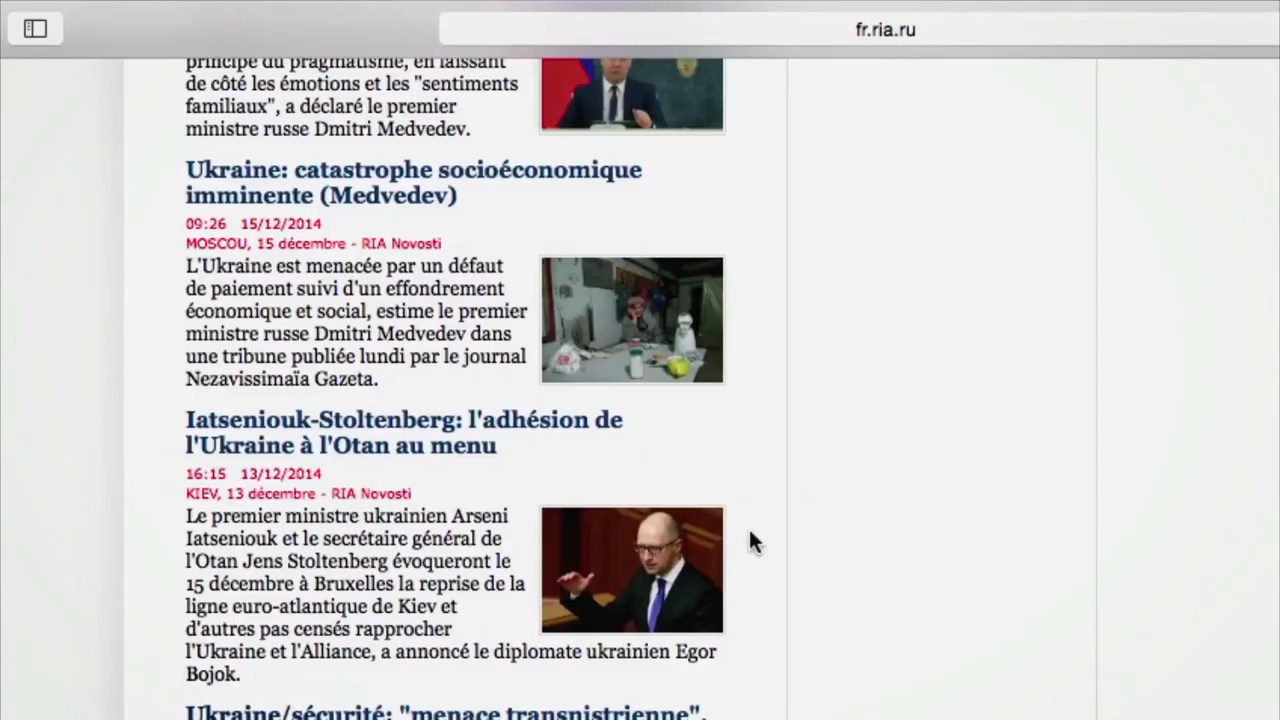 fr.ria.ru
principe du pragmatisme, en laissant
de côté les émotions et les "sentiments
familiaux", a déclaré le premier
ministre russe Dmitri Medvedev.
Ukraine: catastrophe socioéconomique
imminente (Medvedev)
09:26 15/12/2014
MOSCOU, 15 décembre - RIA Novosti
L'Ukraine est menacée par un défaut
de paiement suivi d'un effondrement
économique et social, estime le premier
ministre russe Dmitri Medvedev dans
une tribune publiée lundi par le journal
Nezavissimaïa Gazeta.
Iatseniouk-Stoltenberg: l'adhésion de
l'Ukraine à l'Otan au menu
16:15 13/12/2014
KIEV, 13 décembre - RIA Novosti
Le premier ministre ukrainien Arseni
Iatseniouk et le secrétaire général de
l'Otan Jens Stoltenberg évoqueront le
15 décembre à Bruxelles la reprise de la
ligne euro-atlantique de Kiev et
d'autres pas censés rapprocher
l'Ukraine et l'Alliance, a annoncé le diplomate ukrainien Egor
Bojok.
Ukraine/sécurité: "menace transnistrienne",